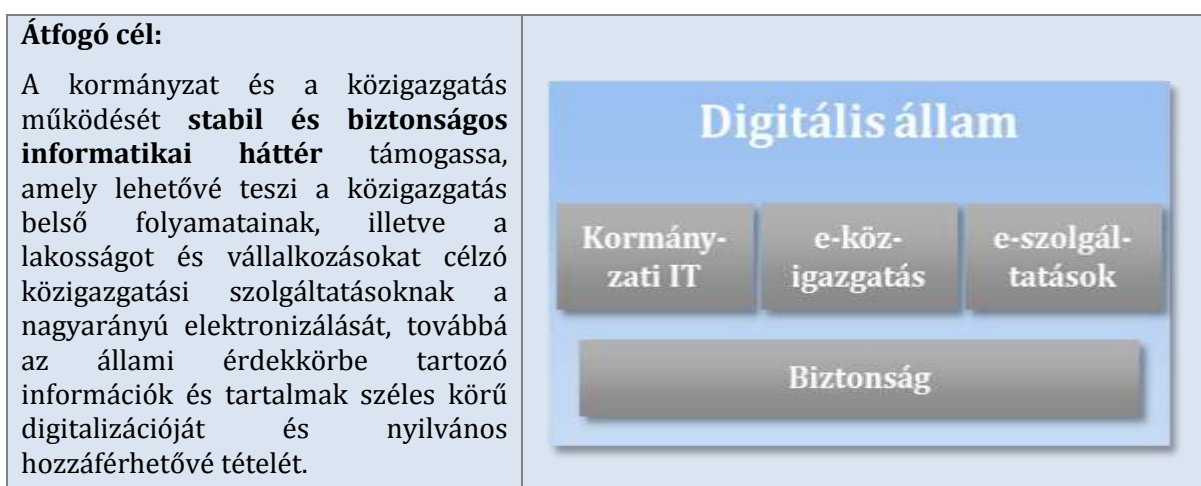 Átfogó cél:
A kormányzat és a közigazgatás
működését stabil és biztonságos
informatikai háttér támogassa,
amely lehetővé teszi a közigazgatás
belső folyamatainak, illetve a
lakosságot és vállalkozásokat célzó
közigazgatási szolgáltatásoknak a
nagyarányú elektronizálását, továbbá
az állami érdekkörbe tartozó
információk és tartalmak széles körű
digitalizációját és nyilvános
hozzáférhetővé tételét.
Digitális állam
Kormány-
zati IT
e-köz-
igazgatás
e-szolgál-
tatások
Biztonság